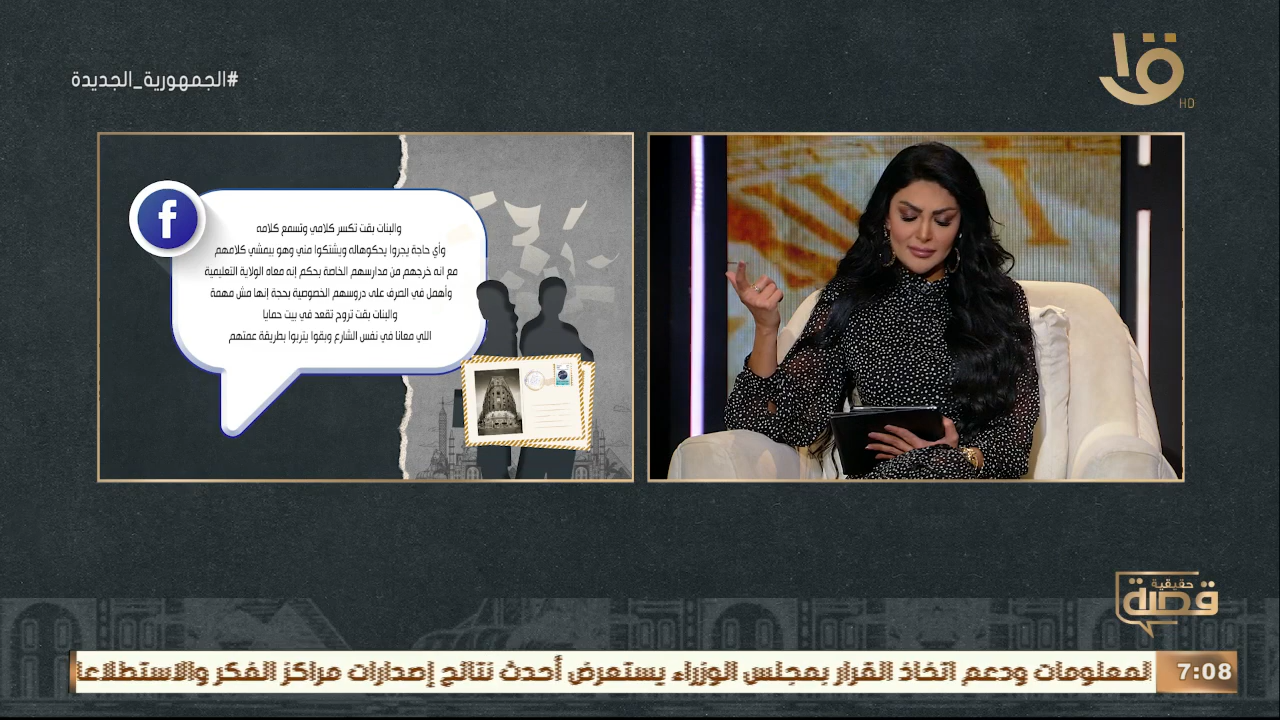 #الجمهورية_الجديدة
HD
والبنات بقت تكسر كلامي وتسمع كلامه
وأي حاجة يجروا يحكوهاله ويشتكوا مني وهو بيمشي كلامهم
مع انه خرجهم من مدارسهم الخاصة بحكم انه معاه الولاية التعليمية
وأهمل في الصرف على دروسهم الخصوصية بحجة إنها مش مهمة
والبنات بقت تروح تقعد في بيت حمايا
اللي معانا في نفس الشارع وبقوا يتربوا بطريقة عمتهم
قصة حقيقية
7:08
لمعلومات ودعم اتخاذ القرار بمجلس الوزراء يستعرض أحدث نتائج إصدارات مراكز الفكر والاستطلاعا